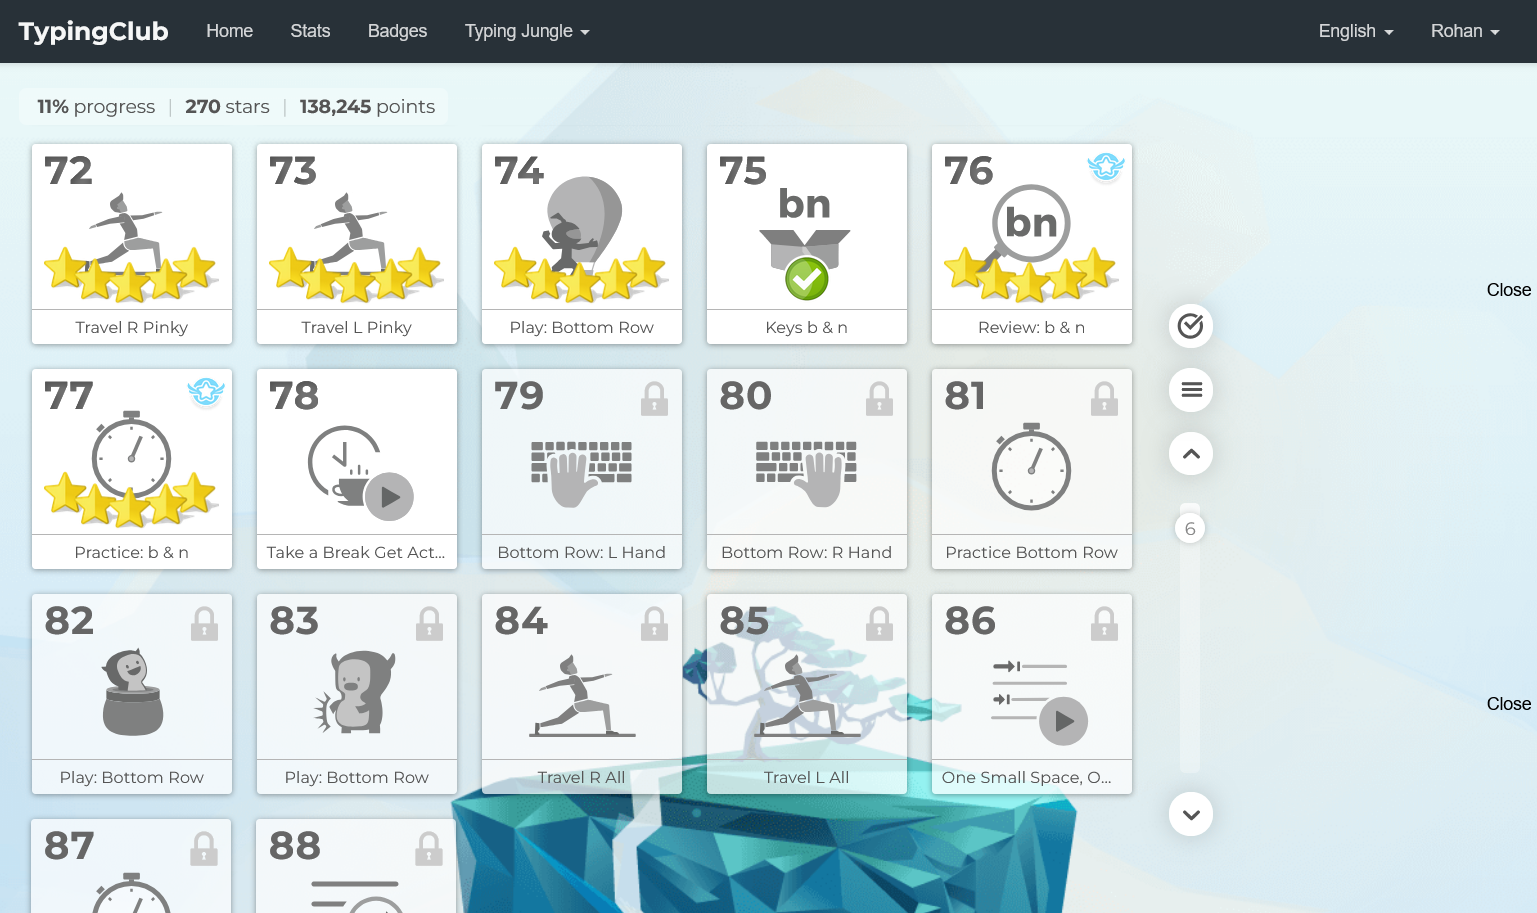 TypingClub Home Stats Badges Typing Jungle English Rohan
11% progress | 270 stars | 138,245 points
72 73 74 75 76
bn bn
Travel R Pinky Travel L Pinky Play: Bottom Row Keys b & n Review: b & n
Close
77 78 79 80 81
6
Practice: b & n Take a Break Get Act... Bottom Row: L Hand Bottom Row: R Hand Practice Bottom Row
82 83 84 85 86
Close
Play: Bottom Row Play: Bottom Row Travel R All Travel L All One Small Space, O...
87 88